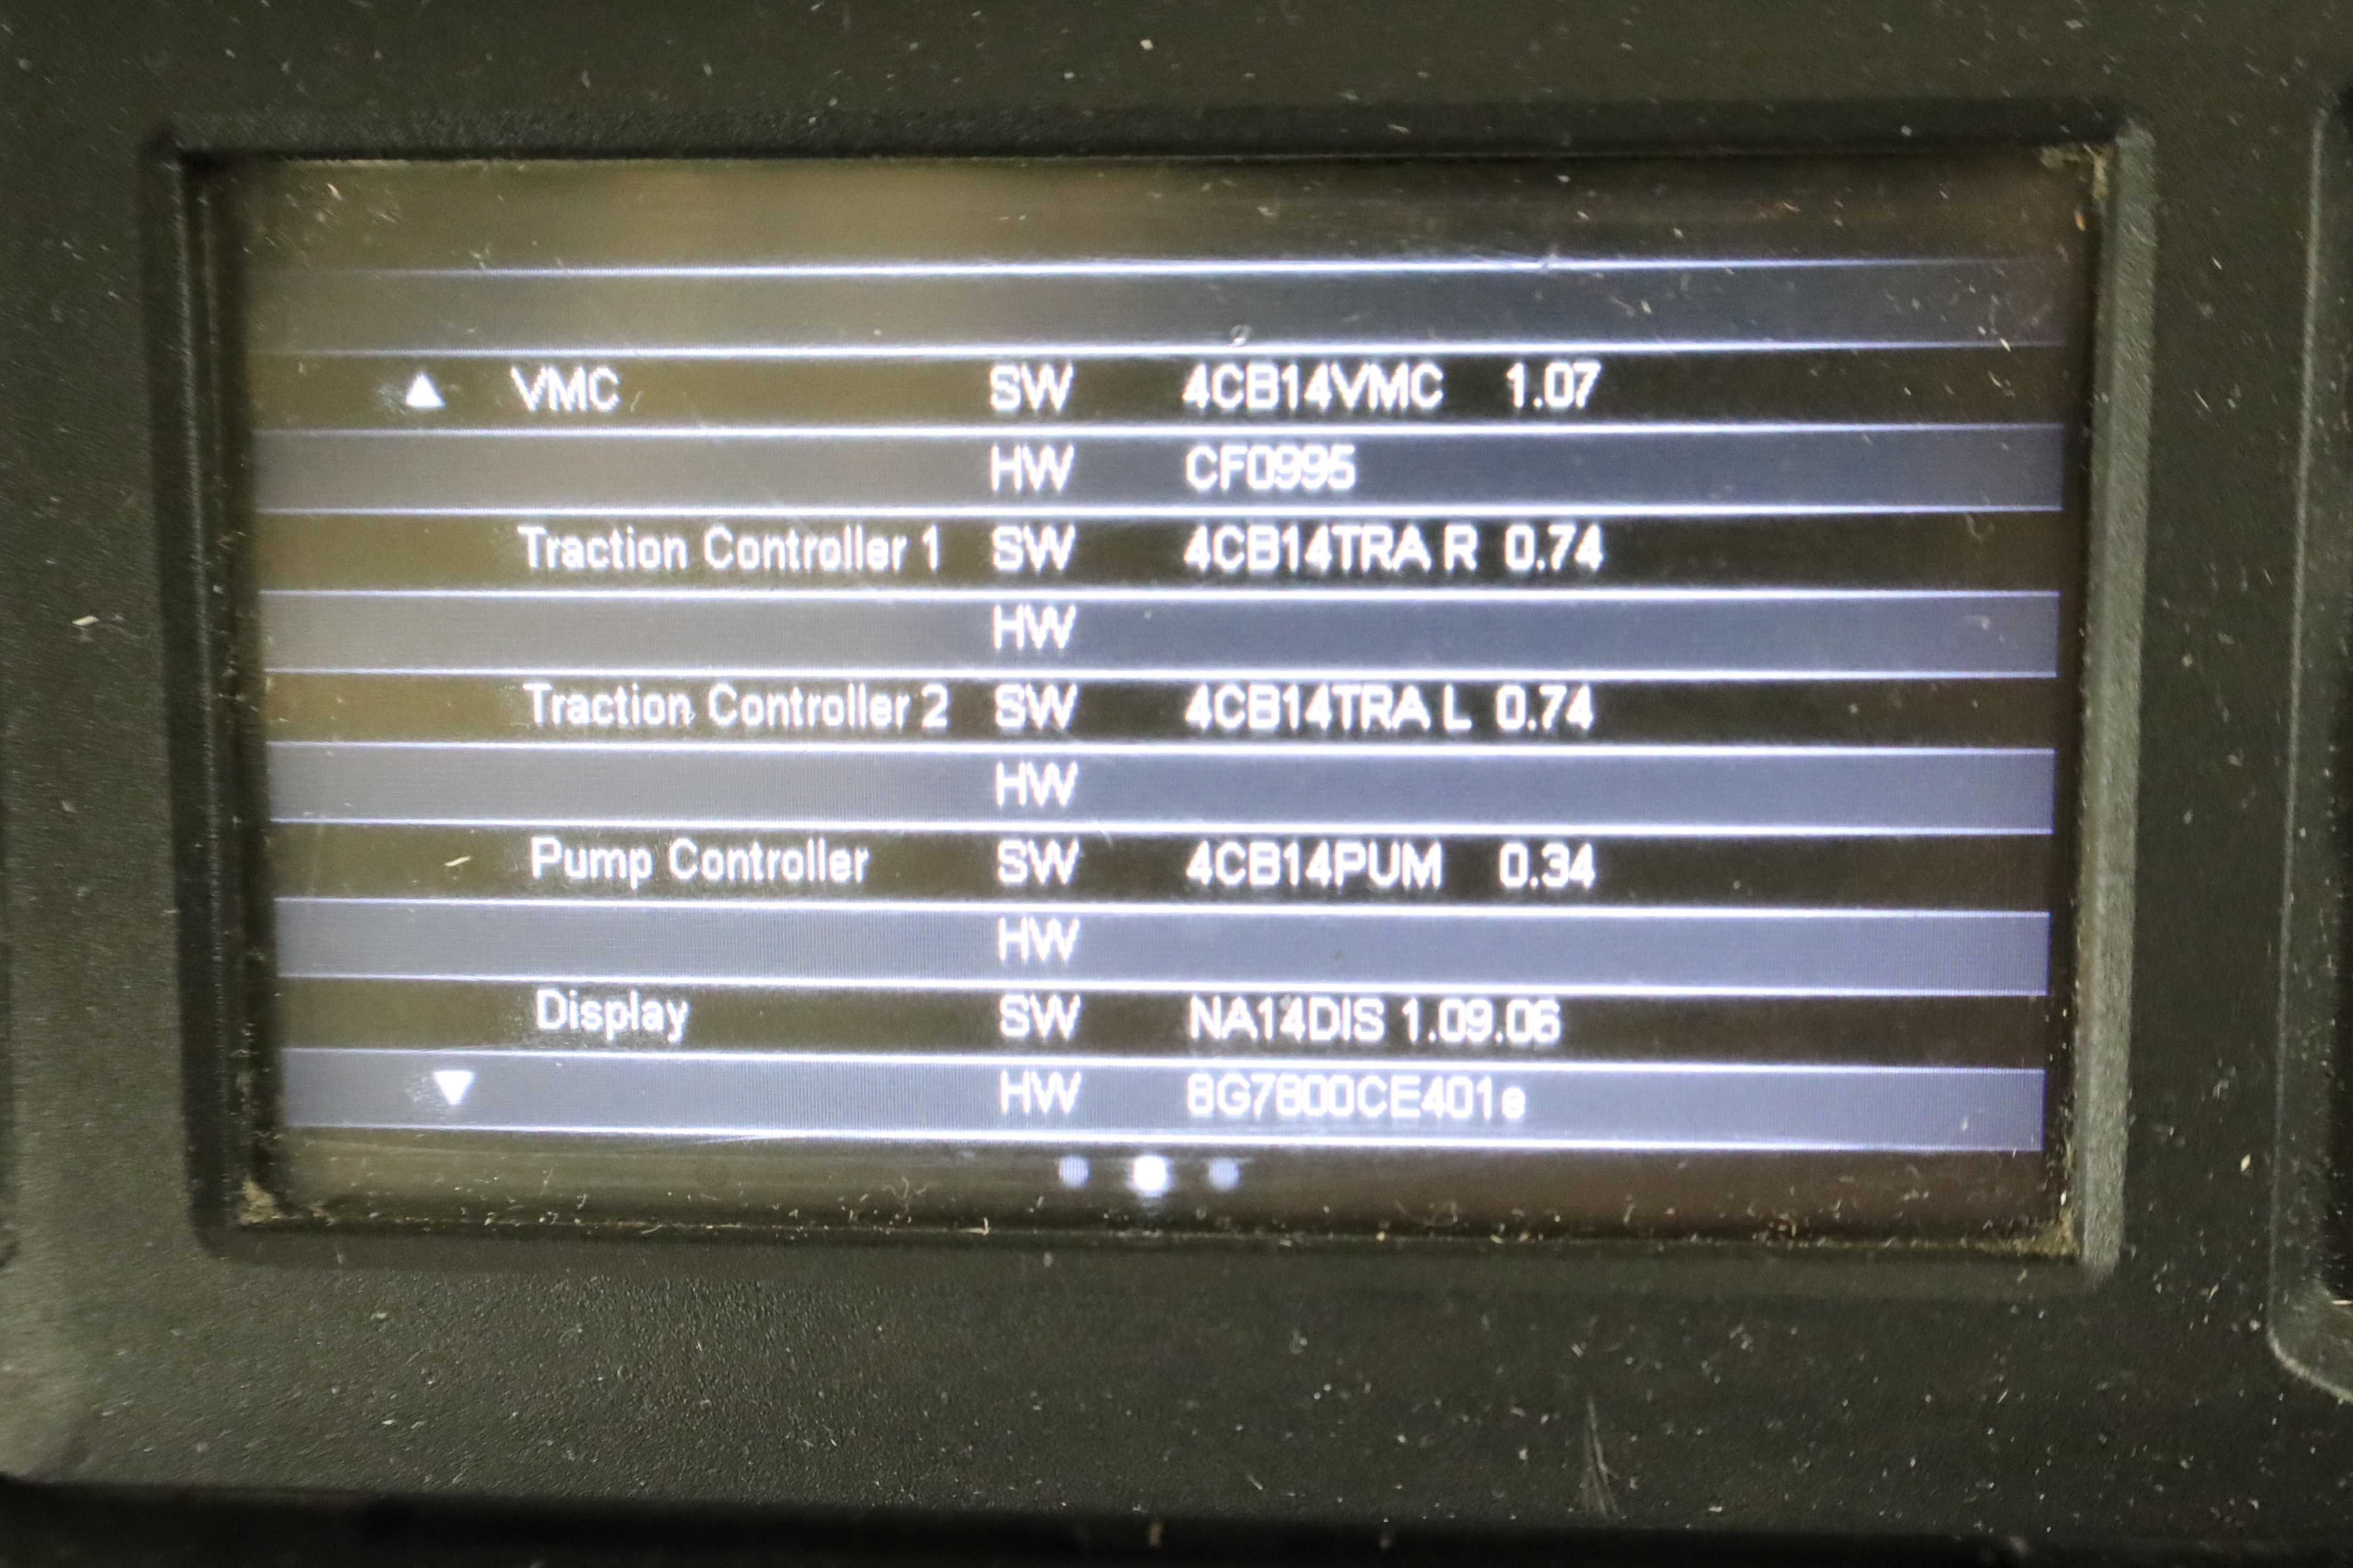 ▲ VMC SW 4CB14VMC 1.07
HW CF0995
Traction Controller 1 SW 4CB14TRA R 0.74
HW
Traction Controller 2 SW 4CB14TRA L 0.74
HW
Pump Controller SW 4CB14PUM 0.34
HW
Display SW NA14DIS 1.09.06
▼ HW 8G7800CE401e